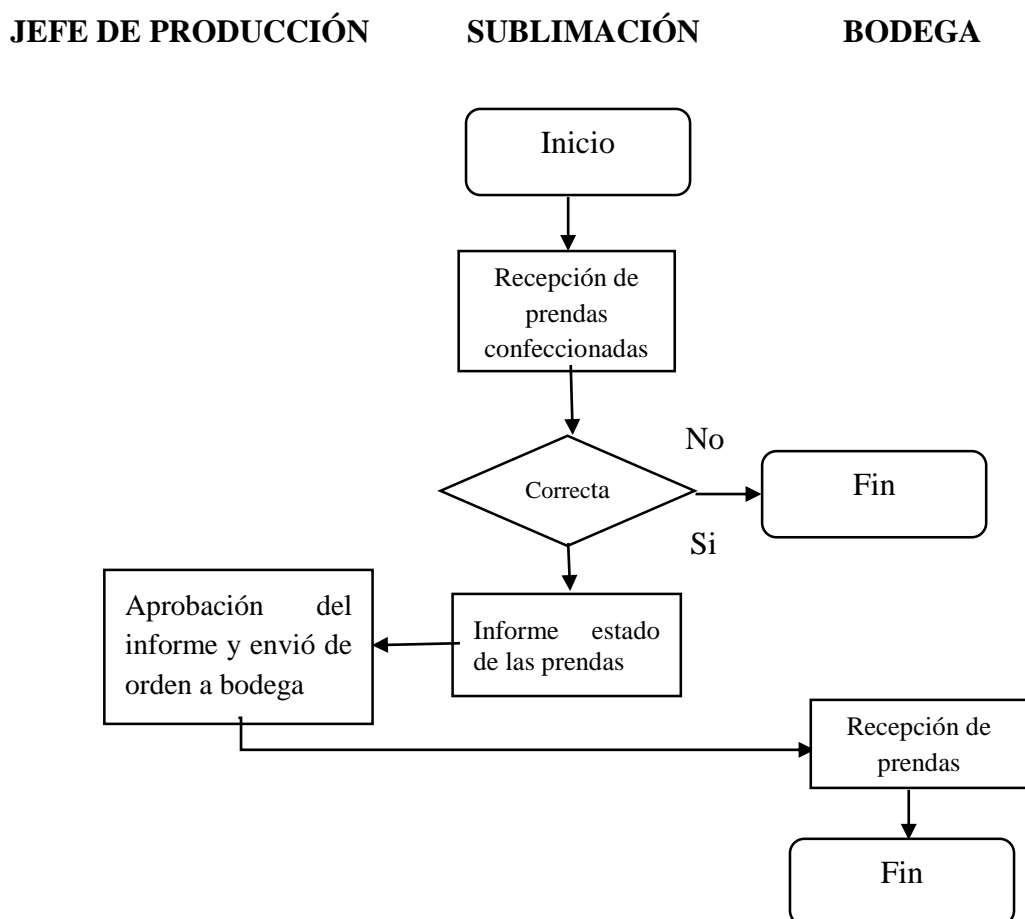 JEFE DE PRODUCCIÓN SUBLIMACIÓN BODEGA
Inicio
Recepción de
prendas
confeccionadas
No
Correcta
Fin
Si
Aprobación del
informe y envió de
orden a bodega
Informe estado
de las prendas
Recepción de
prendas
Fin